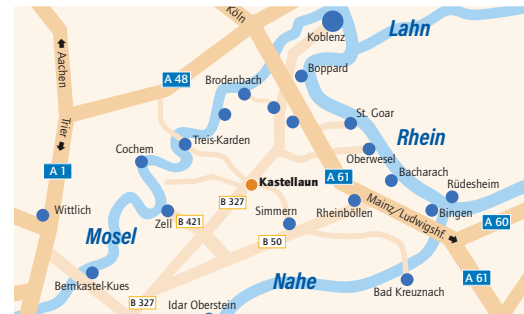 Köln
Lahn
Koblenz
Aachen
A 48
Boppard
Brodenbach
Trier
St. Goar
Rhein
Treis-Karden
Cochem
Oberwesel
A 1
A 61
Bacharach
Kastellaun
Rüdesheim
B 327
Wittlich
Zell
B 421
Simmern
Rheinböllen
Mainz/Ludwigshf.
Bingen
A 60
Mosel
B 50
Bernkastel-Kues
Nahe
Bad Kreuznach
A 61
B 327
Idar Oberstein